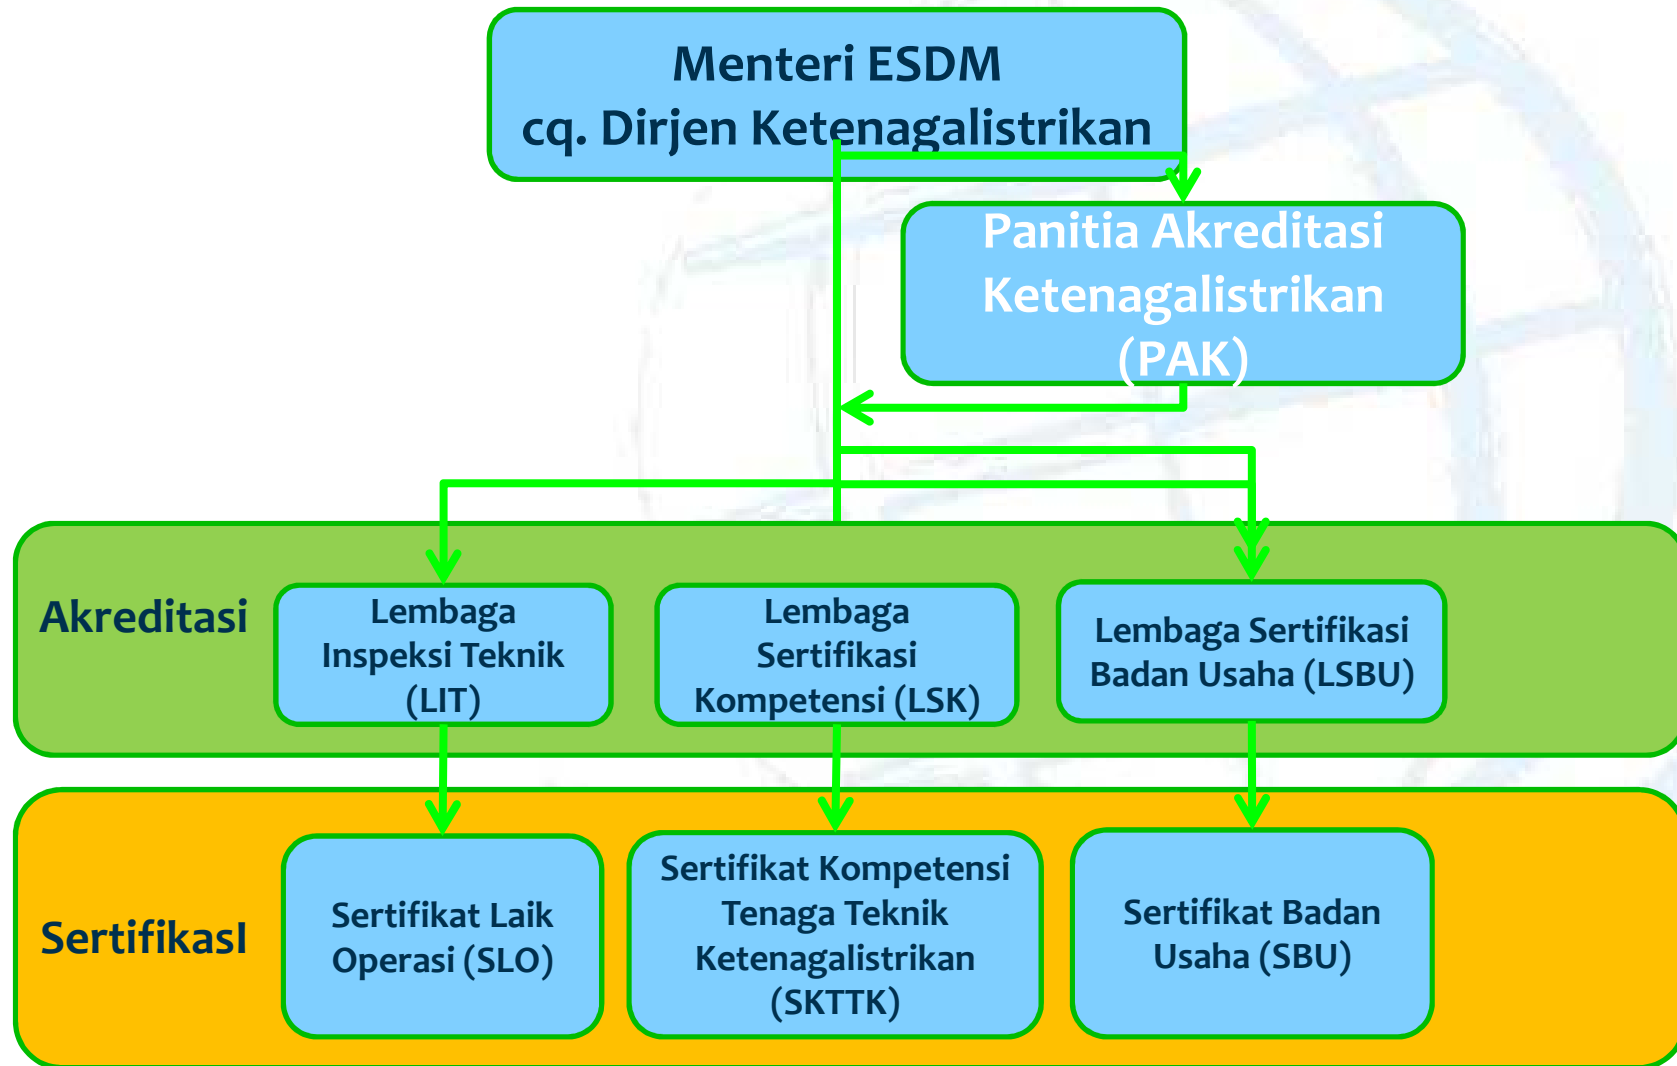 Menteri ESDM
cq. Dirjen Ketenagalistrikan
Panitia Akreditasi
Ketenagalistrikan
(PAK)
Akreditasi
Lembaga
Inspeksi Teknik
(LIT)
Lembaga
Sertifikasi
Kompetensi (LSK)
Lembaga Sertifikasi
Badan Usaha (LSBU)
SertifikasI
Sertifikat Laik
Operasi (SLO)
Sertifikat Kompetensi
Tenaga Teknik
Ketenagalistrikan
(SKTTK)
Sertifikat Badan
Usaha (SBU)